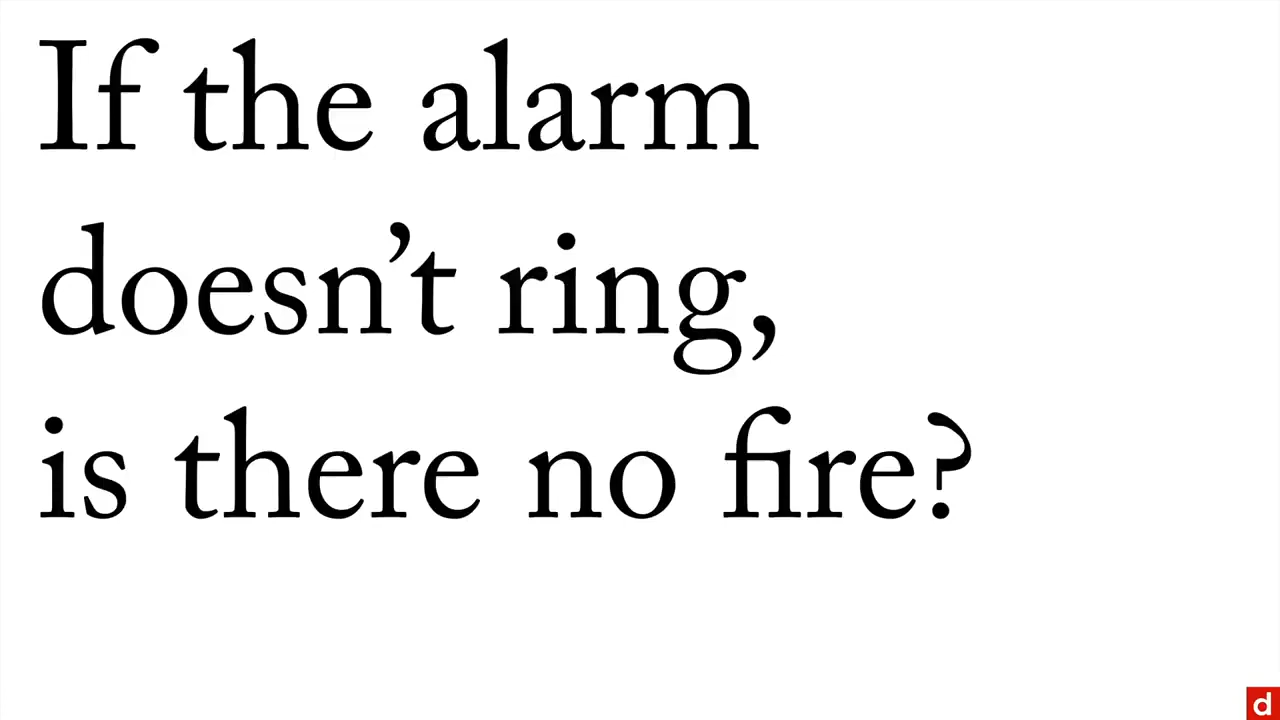 If the alarm
doesn’t ring,
is there no fire?
d